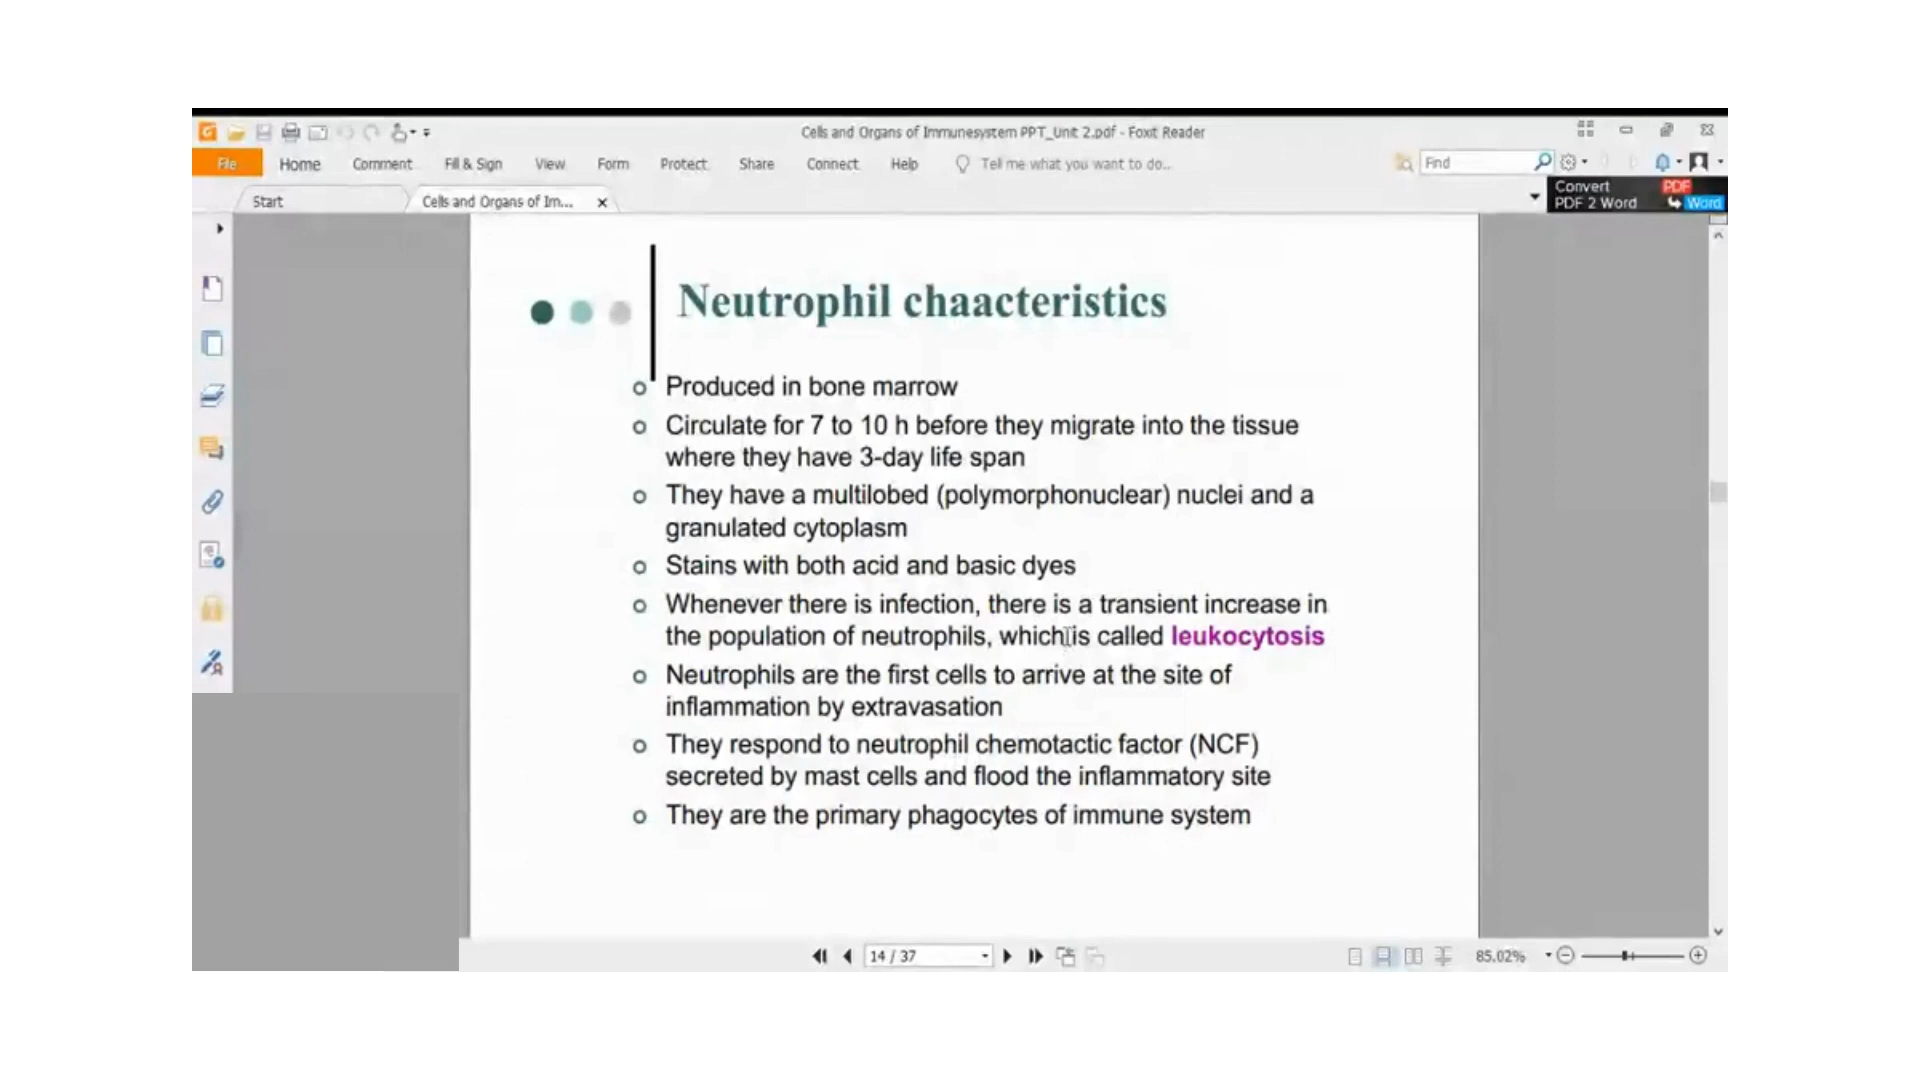 Cells and Organs of Immunesystem PPT_Unit 2.pdf - Foxit Reader
File Home Comment Fill & Sign View Form Protect Share Connect Help Tell me what you want to do... Find
Start Cells and Organs of Im... Convert PDF
PDF 2 Word Word
Neutrophil chaacteristics
Produced in bone marrow
Circulate for 7 to 10 h before they migrate into the tissue
where they have 3-day life span
They have a multilobed (polymorphonuclear) nuclei and a
granulated cytoplasm
Stains with both acid and basic dyes
Whenever there is infection, there is a transient increase in
the population of neutrophils, which is called leukocytosis
Neutrophils are the first cells to arrive at the site of
inflammation by extravasation
They respond to neutrophil chemotactic factor (NCF)
secreted by mast cells and flood the inflammatory site
They are the primary phagocytes of immune system
14 / 37 85.02%